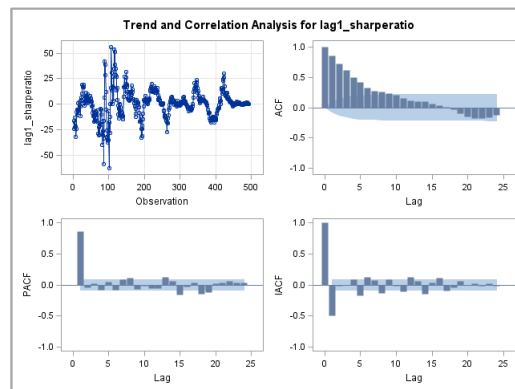 Trend and Correlation Analysis for lag1_sharperatio
lag1_sharperatio
50
25
0
-25
-50
0 100 200 300 400 500
Observation
ACF
1.0
0.5
0.0
-0.5
-1.0
0 5 10 15 20 25
Lag
PACF
1.0
0.5
0.0
-0.5
-1.0
0 5 10 15 20 25
Lag
IACF
1.0
0.5
0.0
-0.5
-1.0
0 5 10 15 20 25
Lag